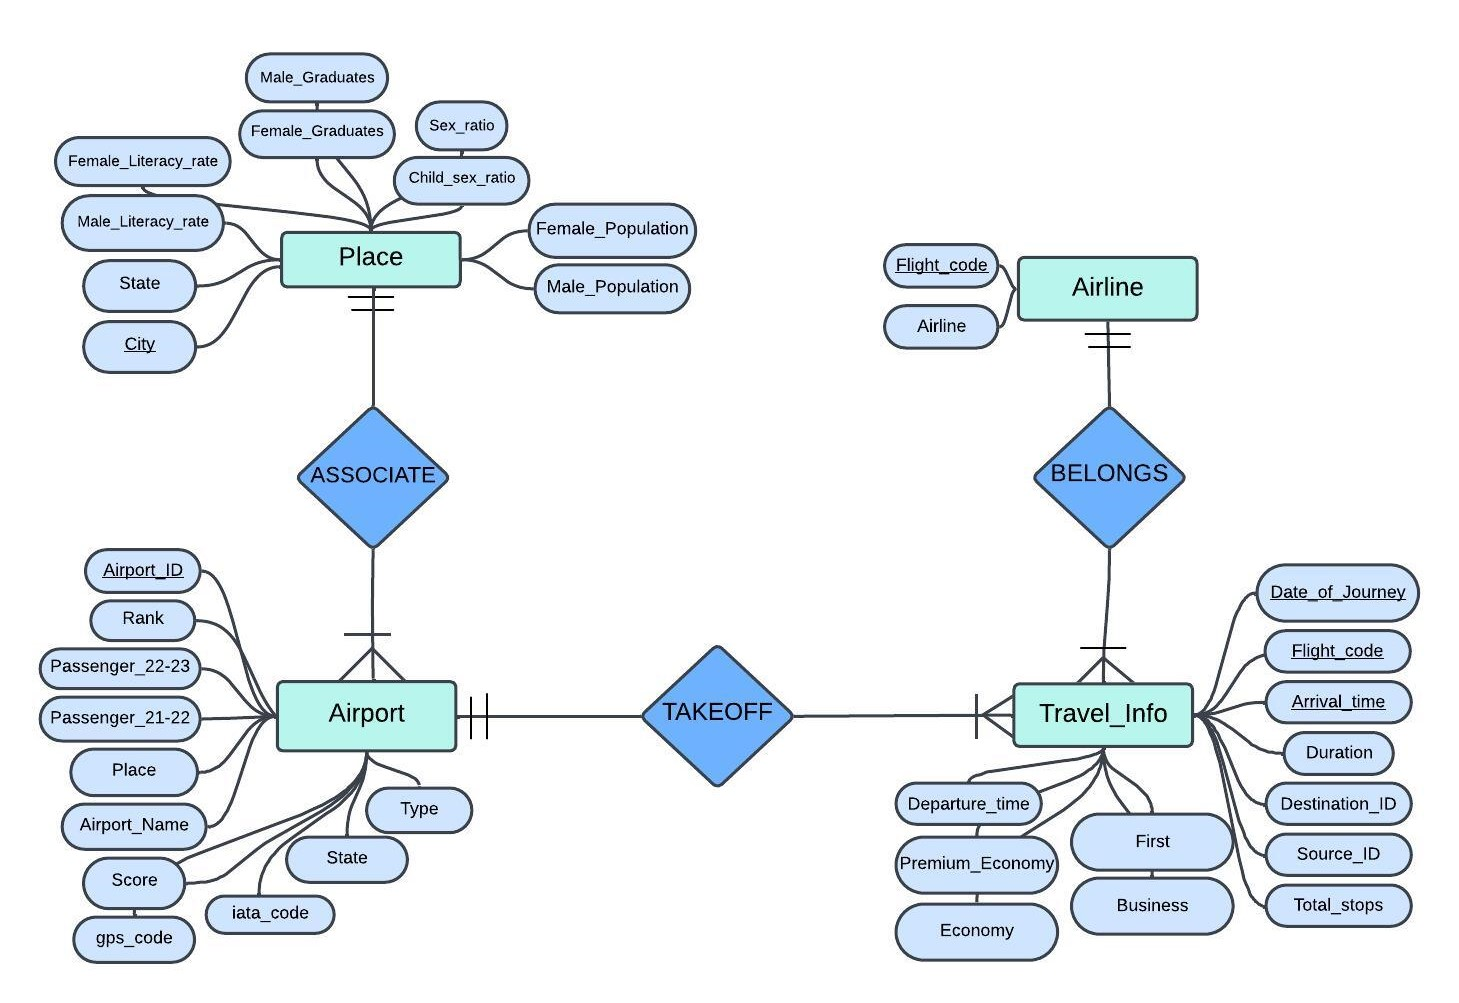 Male_Graduates
Female_Graduates
Sex_ratio
Child_sex_ratio
Female_Literacy_rate
Male_Literacy_rate
State
City
Place
Female_Population
Male_Population
Flight_code
Airline
Airline
ASSOCIATE
BELONGS
Airport_ID
Rank
Passenger_22-23
Passenger_21-22
Place
Airport_Name
Score
gps_code
iata_code
State
Type
Airport
TAKEOFF
Travel_Info
Date_of_Journey
Flight_code
Arrival_time
Duration
Destination_ID
Source_ID
Total_stops
Departure_time
Premium_Economy
Economy
First
Business